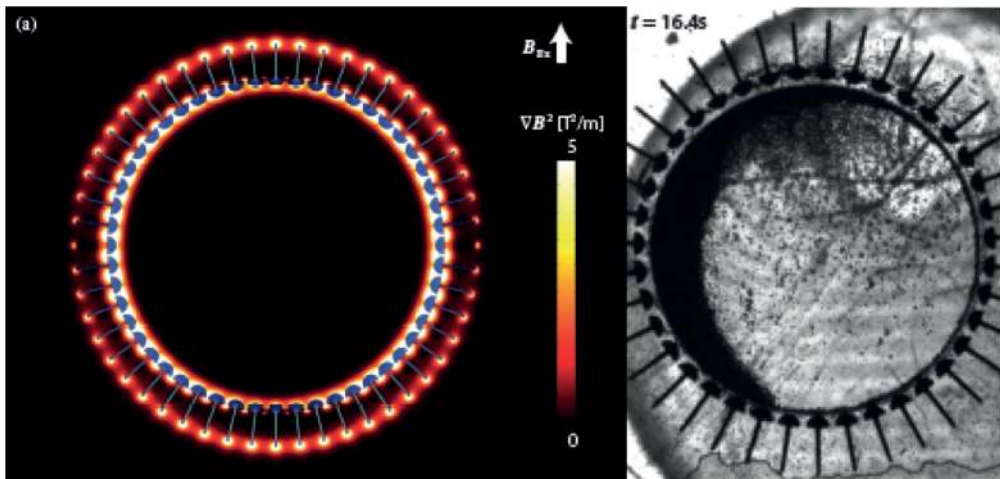 (a)
B_Ex
∇B² [T²/m]
5
0
t = 16.4s